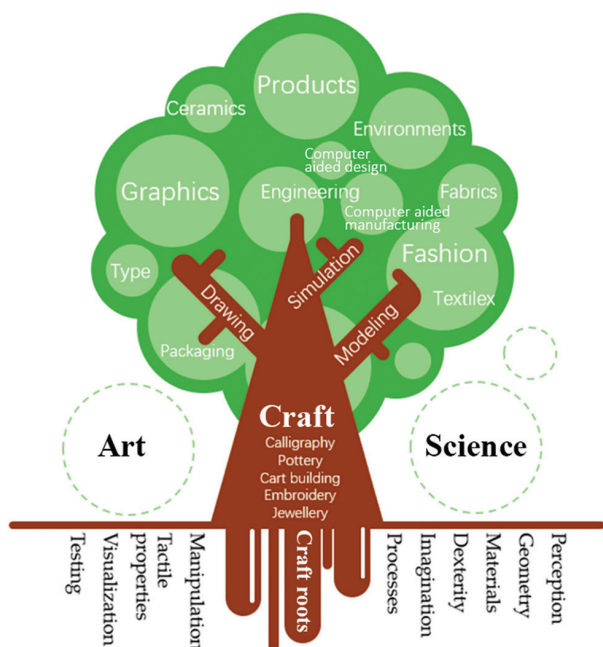 Products
Ceramics
Environments
Computer
aided design
Graphics
Engineering
Fabrics
Computer aided
manufacturing
Fashion
Type
Simulation
Drawing
Textilex
Modeling
Packaging
Craft
Art
Science
Calligraphy
Pottery
Cart building
Embroidery
Jewellery
Testing
Visualization
Tactile
properties
Manipulation
Craft roots
Processes
Imagination
Dexterity
Materials
Geometry
Perception